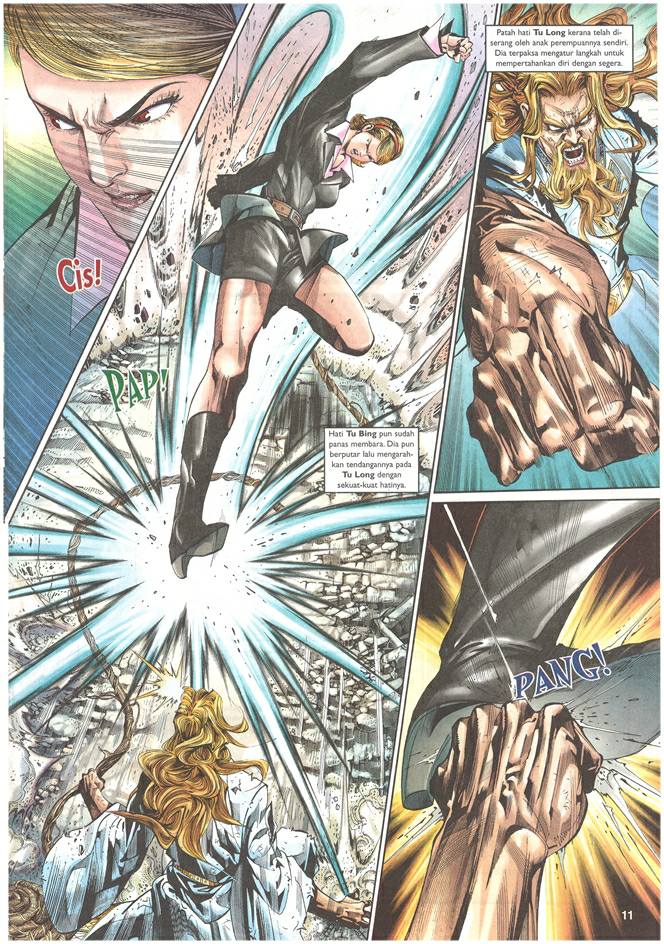 Cis!
PAP!
Hati Tu Bing pun sudah
panas membara. Dia pun
berputar lalu mengarah-
kan tendangannya pada
Tu Long dengan
sekuat-kuat hatinya.
Patah hati Tu Long kerana telah di-
serang oleh anak perempuannya sendiri.
Dia terpaksa mengatur langkah untuk
mempertahankan diri dengan segera.
PANG!
11